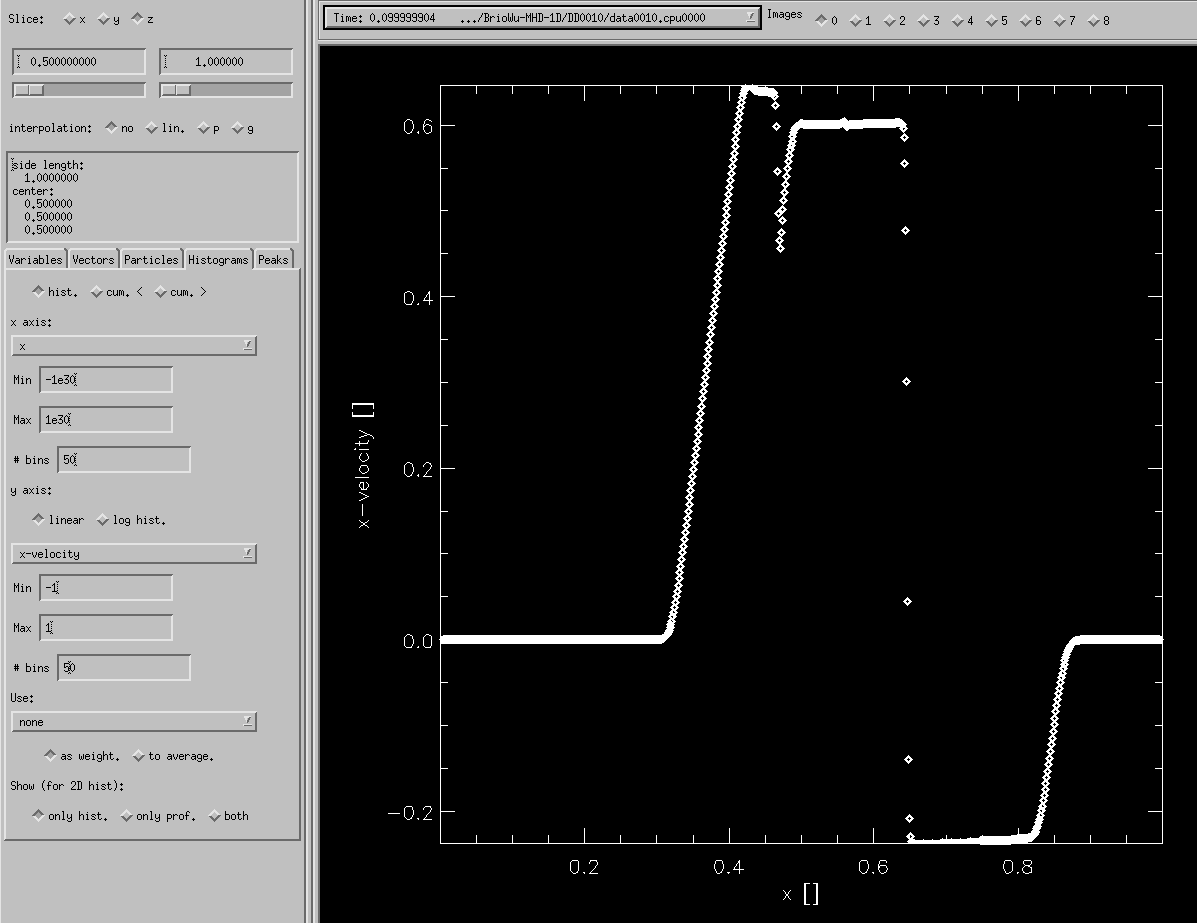 Slice: x y z
0.500000000 1.000000
interpolation: no lin. p g
side length:
1.0000000
center:
0.500000
0.500000
0.500000
Variables Vectors Particles Histograms Peaks
hist. cum. < cum. >
x axis:
x
Min -1e30
Max 1e30
# bins 50
y axis:
linear log hist.
x-velocity
Min -1
Max 1
# bins 50
Use:
none
as weight. to average.
Show (for 2D hist):
only hist. only prof. both
Time: 0.099999904 .../BrioWu-MHD-1D/DD0010/data0010.cpu0000
Images 0 1 2 3 4 5 6 7 8
x-velocity []
0.6
0.4
0.2
0.0
-0.2
0.2 0.4 0.6 0.8
x []